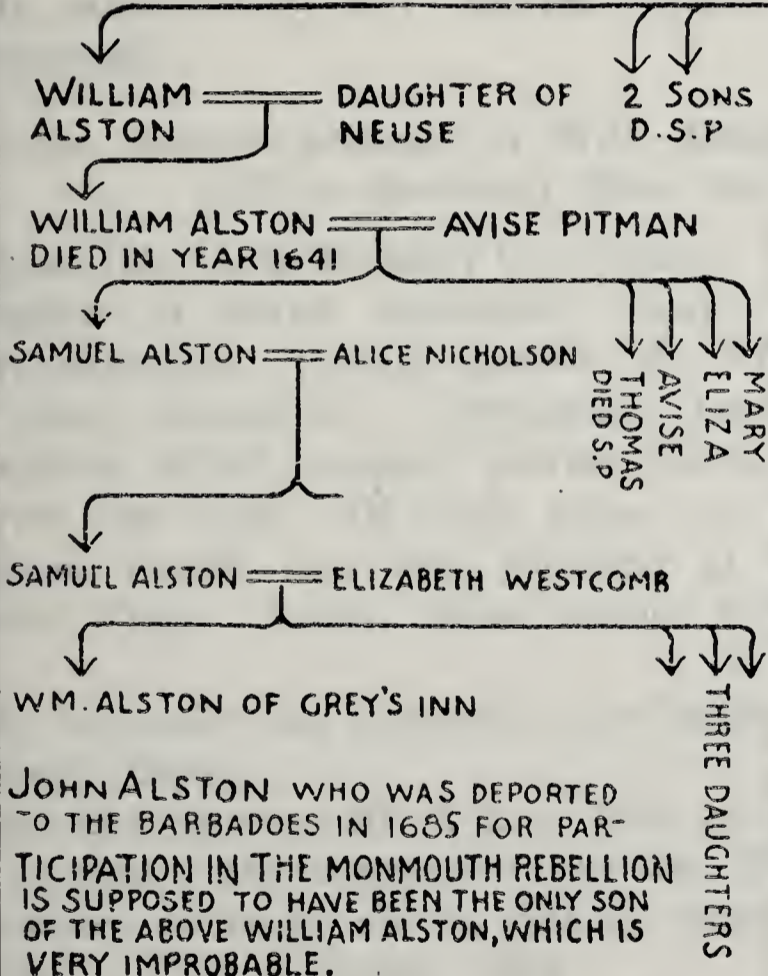 WILLIAM ALSTON
DAUGHTER OF NEUSE
2 SONS D.S.P
WILLIAM ALSTON
DIED IN YEAR 1641
AVISE PITMAN
SAMUEL ALSTON
ALICE NICHOLSON
THOMAS DIED S.P
AVISE
ELIZA
MARY
SAMUEL ALSTON
ELIZABETH WESTCOMB
WM. ALSTON OF GREY'S INN
THREE DAUGHTERS
JOHN ALSTON WHO WAS DEPORTED
TO THE BARBADOES IN 1685 FOR PAR-
TICIPATION IN THE MONMOUTH REBELLION
IS SUPPOSED TO HAVE BEEN THE ONLY SON
OF THE ABOVE WILLIAM ALSTON, WHICH IS
VERY IMPROBABLE.